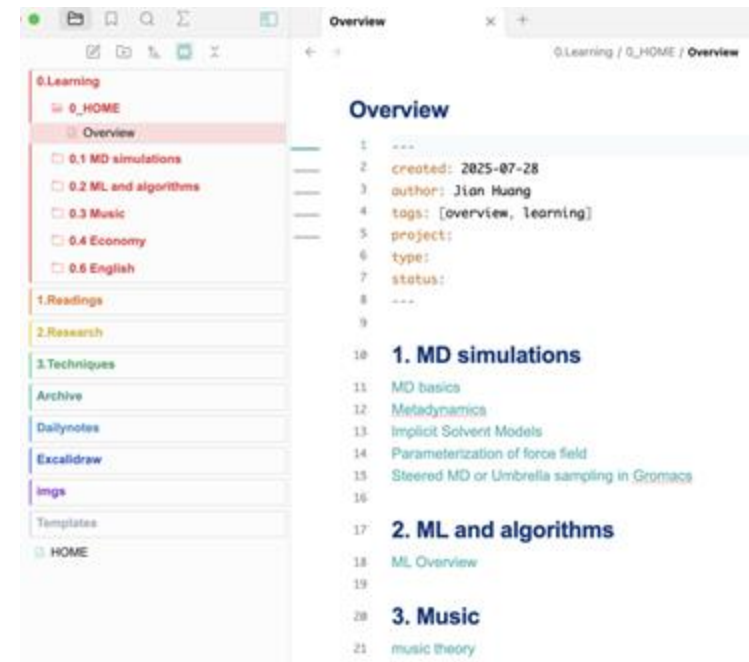 Overview
0.Learning / 0_HOME / Overview
0.Learning
0_HOME
Overview
0.1 MD simulations
0.2 ML and algorithms
0.3 Music
0.4 Economy
0.6 English
1.Readings
2.Research
3.Techniques
Archive
Dailynotes
Excalidraw
imgs
Templates
HOME
Overview
1 ---
2 created: 2025-07-28
3 author: Jian Huang
4 tags: [overview, learning]
5 project:
6 type:
7 status:
8 ---
9
10 1. MD simulations
11 MD basics
12 Metadynamics
13 Implicit Solvent Models
14 Parameterization of force field
15 Steered MD or Umbrella sampling in Gromacs
16
17 2. ML and algorithms
18 ML Overview
19
20 3. Music
21 music theory